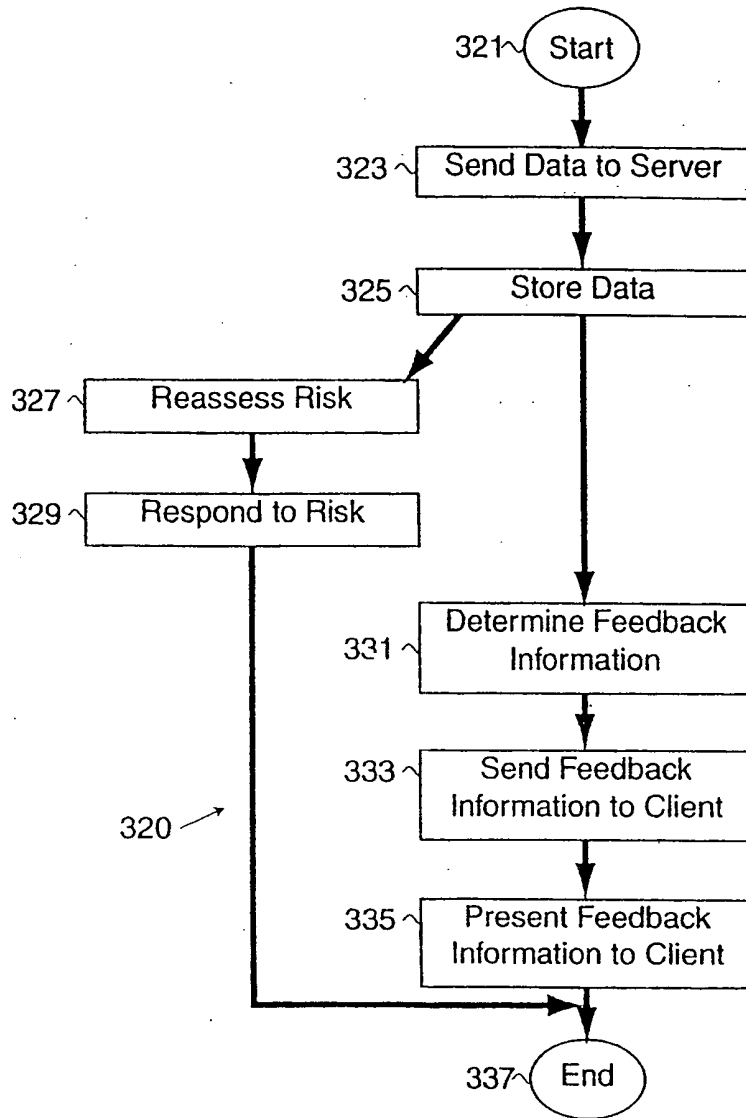 321 Start
323 Send Data to Server
325 Store Data
327 Reassess Risk
329 Respond to Risk
331 Determine Feedback
Information
333 Send Feedback
Information to Client
320
335 Present Feedback
Information to Client
337 End